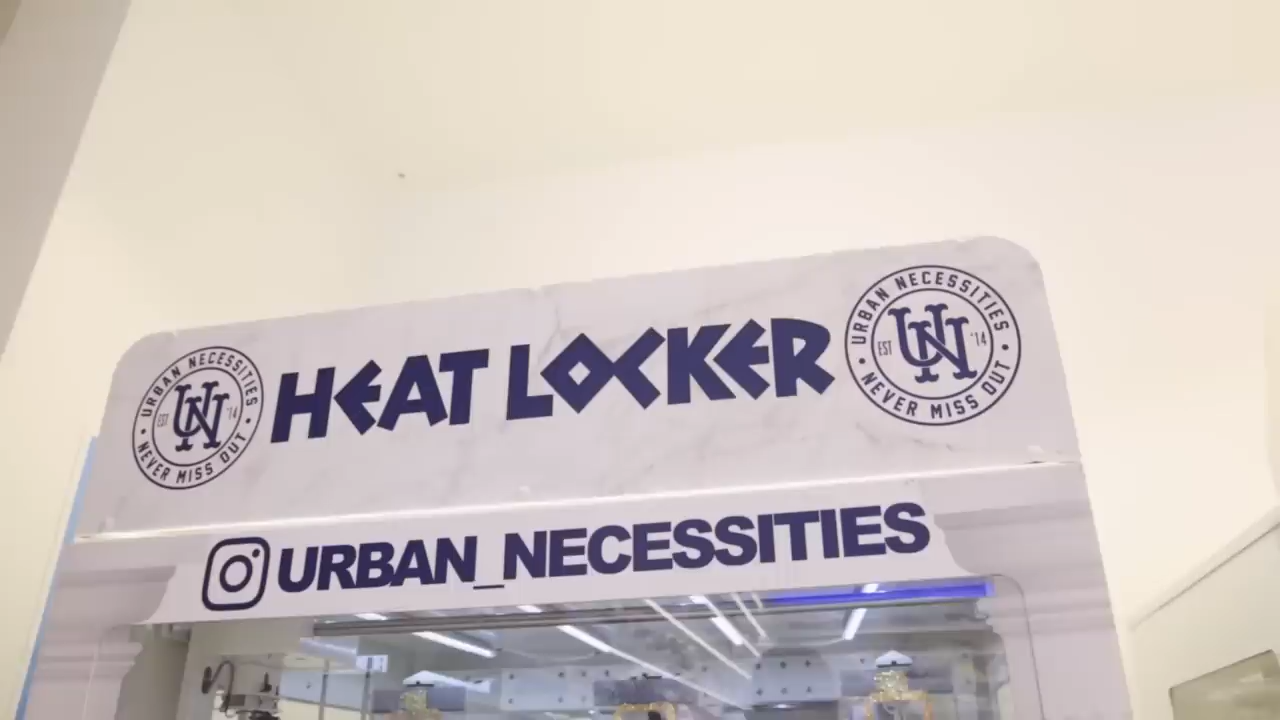 URBAN NECESSITIES
EST UN '14
NEVER MISS OUT
HEAT LOCKER
URBAN NECESSITIES
EST UN '14
NEVER MISS OUT
URBAN_NECESSITIES